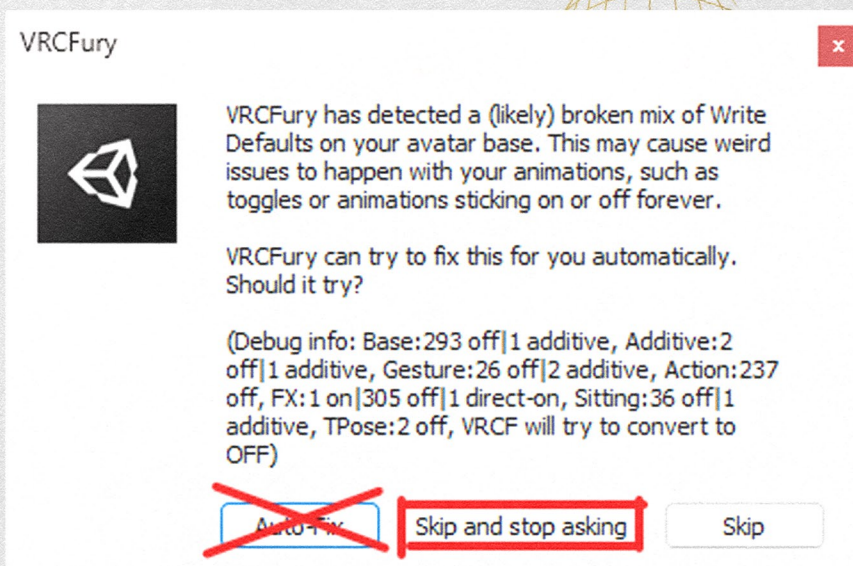 VRCFury
x
VRCFury has detected a (likely) broken mix of Write
Defaults on your avatar base. This may cause weird
issues to happen with your animations, such as
toggles or animations sticking on or off forever.
VRCFury can try to fix this for you automatically.
Should it try?
(Debug info: Base:293 off|1 additive, Additive:2
off|1 additive, Gesture:26 off|2 additive, Action:237
off, FX:1 on|305 off|1 direct-on, Sitting:36 off|1
additive, TPose:2 off, VRCF will try to convert to
OFF)
Auto-Fix Skip and stop asking Skip